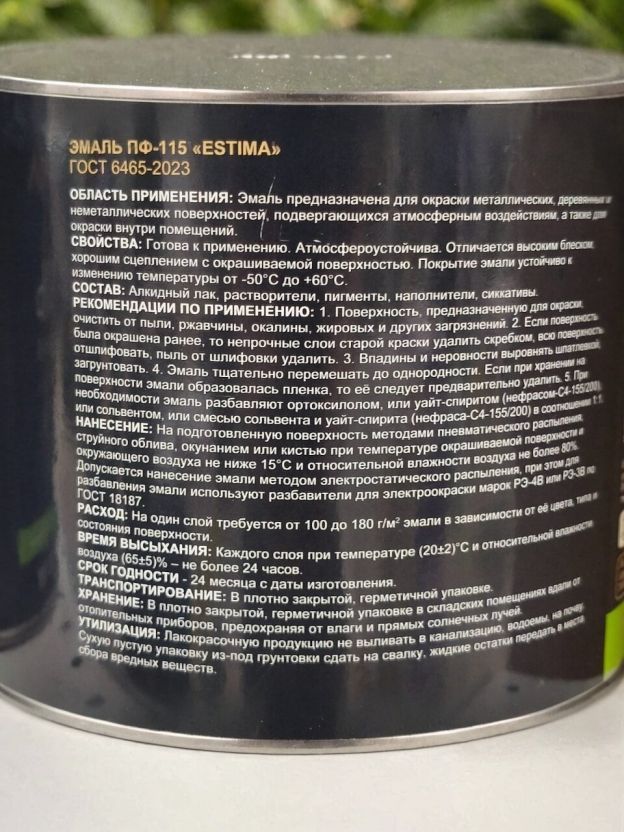 ЭМАЛЬ ПФ-115 «ESTIMA»
ГОСТ 6465-2023
ОБЛАСТЬ ПРИМЕНЕНИЯ: Эмаль предназначена для окраски металлических, деревянных и
неметаллических поверхностей, подвергающихся атмосферным воздействиям, а также для
окраски внутри помещений.
СВОЙСТВА: Готова к применению. Атмосфероустойчива. Отличается высоким блеском,
хорошим сцеплением с окрашиваемой поверхностью. Покрытие эмали устойчиво к
изменению температуры от -50°С до +60°С.
СОСТАВ: Алкидный лак, растворители, пигменты, наполнители, сиккативы.
РЕКОМЕНДАЦИИ ПО ПРИМЕНЕНИЮ: 1. Поверхность, предназначенную для окраски,
очистить от пыли, ржавчины, окалины, жировых и других загрязнений. 2. Если поверхность
была окрашена ранее, то непрочные слои старой краски удалить скребком, всю поверхность
отшлифовать, пыль от шлифовки удалить. 3. Впадины и неровности выровнять шпатлевкой,
загрунтовать. 4. Эмаль тщательно перемешать до однородности. Если при хранении на
поверхности эмали образовалась пленка, то её следует предварительно удалить. 5. При
необходимости эмаль разбавляют ортоксилолом, или уайт-спиритом (нефрасом-С4-155/200),
или сольвентом, или смесью сольвента и уайт-спирита (нефраса-С4-155/200) в соотношении 1:1.
НАНЕСЕНИЕ: На подготовленную поверхность методами пневматического распыления,
струйного облива, окунанием или кистью при температуре окрашиваемой поверхности и
окружающего воздуха не ниже 15°С и относительной влажности воздуха не более 80%.
Допускается нанесение эмали методом электростатического распыления, при этом для
разбавления эмали используют разбавители для электроокраски марок РЭ-4В или РЭ-3В по
ГОСТ 18187.
РАСХОД: На один слой требуется от 100 до 180 г/м² эмали в зависимости от её цвета, типа и
состояния поверхности.
ВРЕМЯ ВЫСЫХАНИЯ: Каждого слоя при температуре (20±2)°С и относительной влажности
воздуха (65±5)% – не более 24 часов.
СРОК ГОДНОСТИ - 24 месяца с даты изготовления.
ТРАНСПОРТИРОВАНИЕ: В плотно закрытой, герметичной упаковке.
ХРАНЕНИЕ: В плотно закрытой, герметичной упаковке в складских помещениях вдали от
отопительных приборов, предохраняя от влаги и прямых солнечных лучей.
УТИЛИЗАЦИЯ: Лакокрасочную продукцию не выливать в канализацию, водоемы, на почву.
Сухую пустую упаковку из-под грунтовки сдать на свалку, жидкие остатки передать в места
сбора вредных веществ.